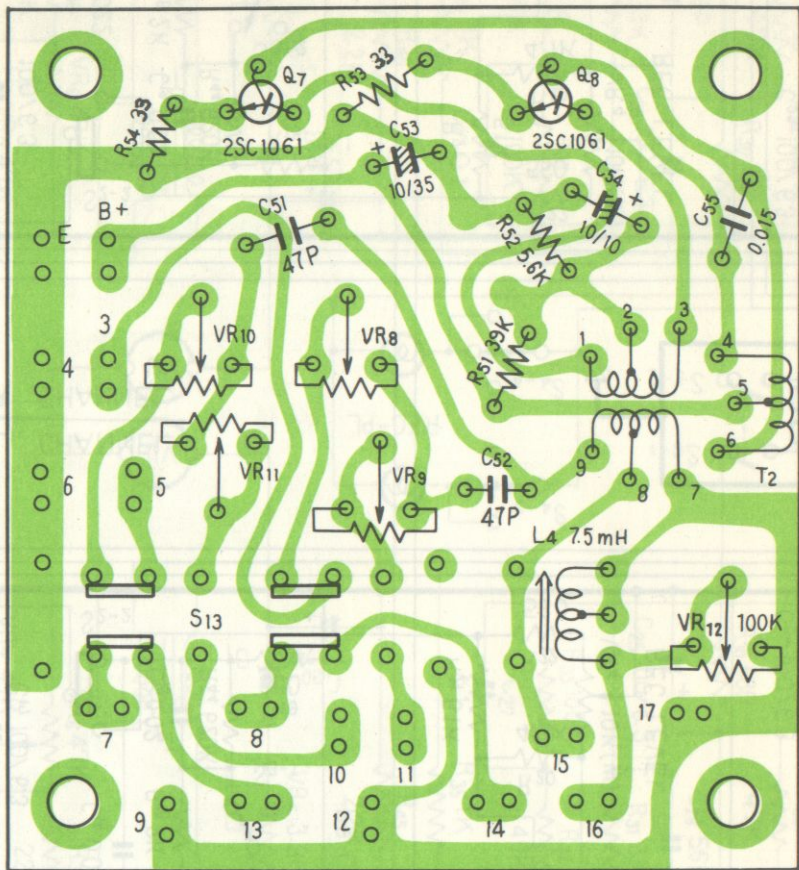 Q7
R53 33
Q8
R54 33
2SC1061
C53
+
10/35
2SC1061
C54
+
10/10
C55
0.015
R52 5.6K
B+
E
C51
47P
3
VR10
VR8
R51 39K
1
2
3
4
4
5
6
T2
6
5
VR11
VR9
C52
47P
9
8
7
L4 7.5mH
S13
VR12
100K
7
8
10
11
15
17
9
13
12
14
16